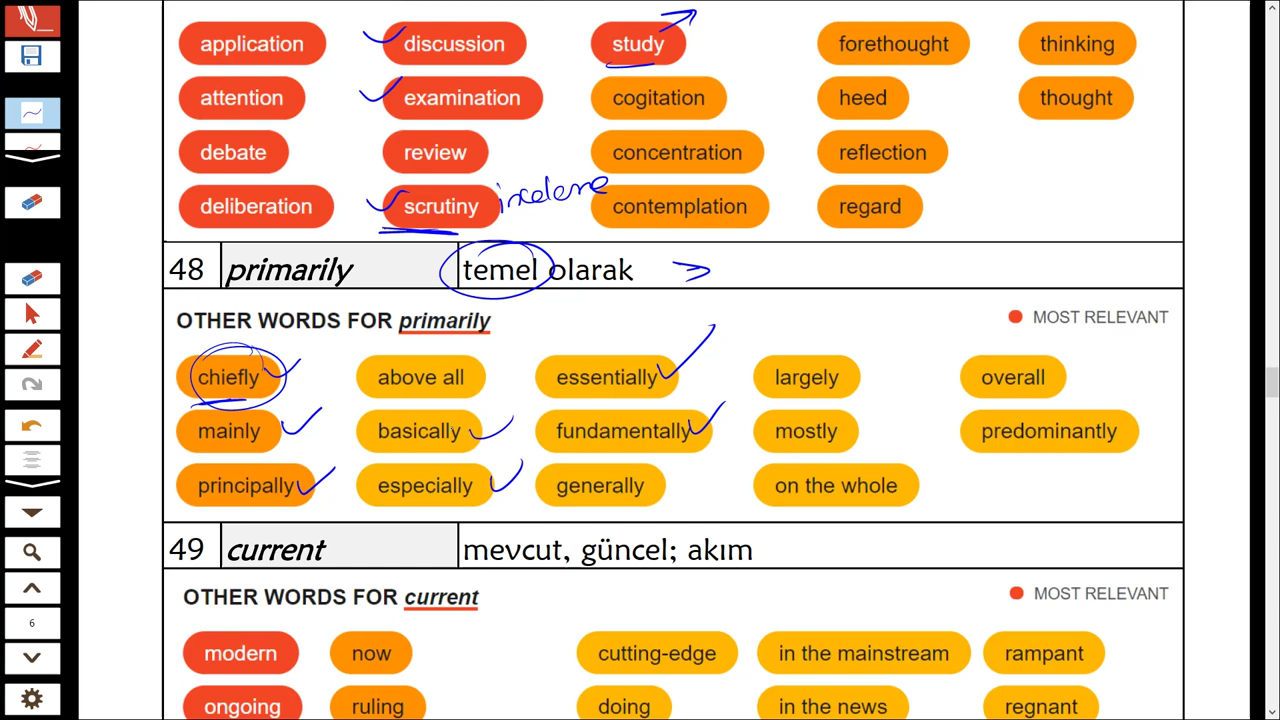 application discussion study forethought thinking
attention examination cogitation heed thought
debate review concentration reflection
deliberation scrutiny inceleme contemplation regard
48 primarily temel olarak
OTHER WORDS FOR primarily MOST RELEVANT
chiefly above all essentially largely overall
mainly basically fundamentally mostly predominantly
principally especially generally on the whole
49 current mevcut, güncel; akım
OTHER WORDS FOR current MOST RELEVANT
modern now cutting-edge in the mainstream rampant
ongoing ruling doing in the news regnant
6